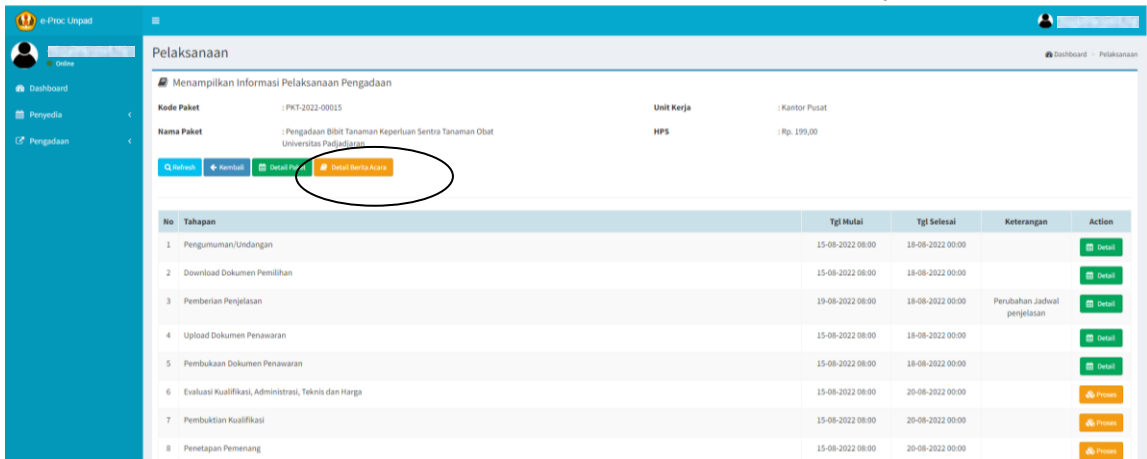 e-Proc Unpad
Online
Dashboard
Penyedia
Pengadaan
Pelaksanaan
Dashboard > Pelaksanaan
Menampilkan Informasi Pelaksanaan Pengadaan
Kode Paket : PKT-2022-00015 Unit Kerja : Kantor Pusat
Nama Paket : Pengadaan Bibit Tanaman Keperluan Sentra Tanaman Obat HPS : Rp. 199,00
Universitas Padjadjaran
Refresh Kembali Detail Paket Detail Berita Acara
No Tahapan Tgl Mulai Tgl Selesai Keterangan Action
1 Pengumuman/Undangan 15-08-2022 08:00 18-08-2022 00:00 Detail
2 Download Dokumen Pemilihan 15-08-2022 08:00 18-08-2022 00:00 Detail
3 Pemberian Penjelasan 19-08-2022 08:00 18-08-2022 00:00 Perubahan Jadwal Detail
penjelasan
4 Upload Dokumen Penawaran 15-08-2022 08:00 18-08-2022 00:00 Detail
5 Pembukaan Dokumen Penawaran 15-08-2022 08:00 18-08-2022 00:00 Detail
6 Evaluasi Kualifikasi, Administrasi, Teknis dan Harga 15-08-2022 08:00 20-08-2022 00:00 Proses
7 Pembuktian Kualifikasi 15-08-2022 08:00 20-08-2022 00:00 Proses
8 Penetapan Pemenang 15-08-2022 08:00 20-08-2022 00:00 Proses